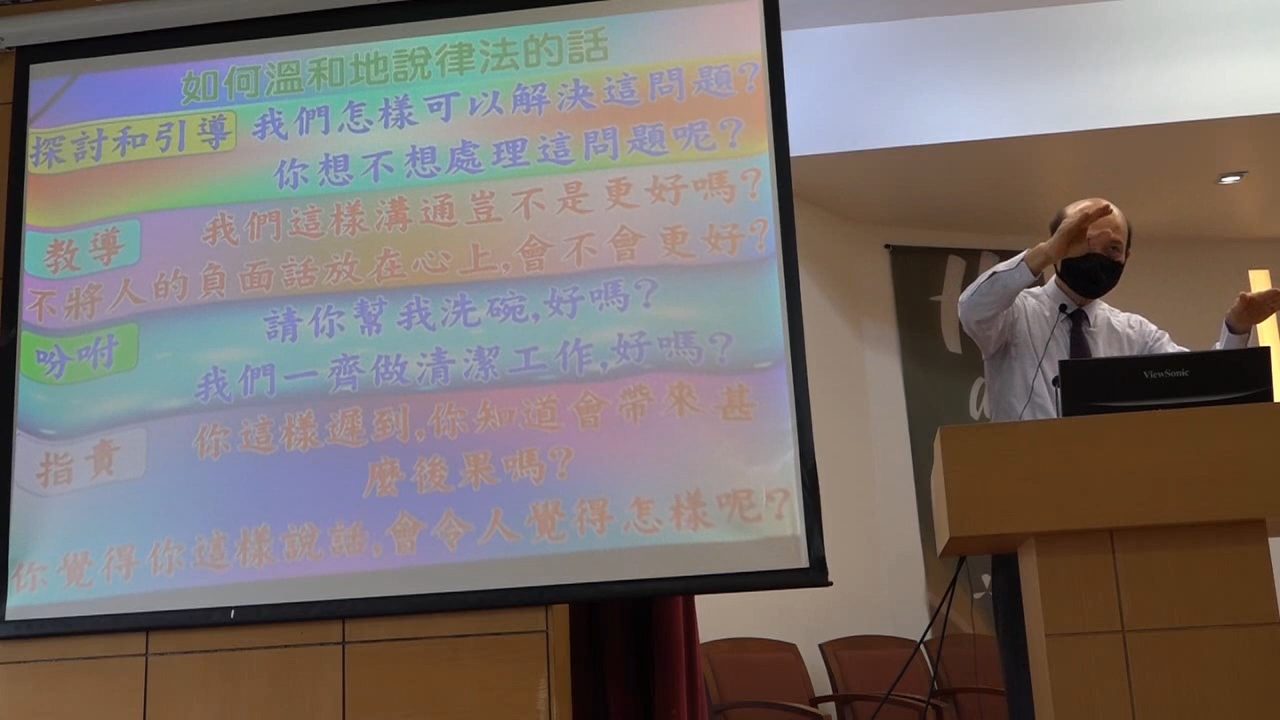 如何溫和地說律法的話
探討和引導 我們怎樣可以解決這問題?
你想不想處理這問題呢?
教導 我們這樣溝通豈不是更好嗎?
不將人的負面話放在心上,會不會更好?
吩咐 請你幫我洗碗,好嗎?
我們一齊做清潔工作,好嗎?
指責 你這樣遲到,你知道會帶來甚
麼後果嗎?
你覺得你這樣說話,會令人覺得怎樣呢?
ViewSonic